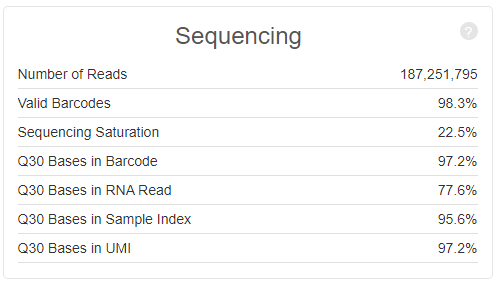 Sequencing
?
Number of Reads 187,251,795
Valid Barcodes 98.3%
Sequencing Saturation 22.5%
Q30 Bases in Barcode 97.2%
Q30 Bases in RNA Read 77.6%
Q30 Bases in Sample Index 95.6%
Q30 Bases in UMI 97.2%